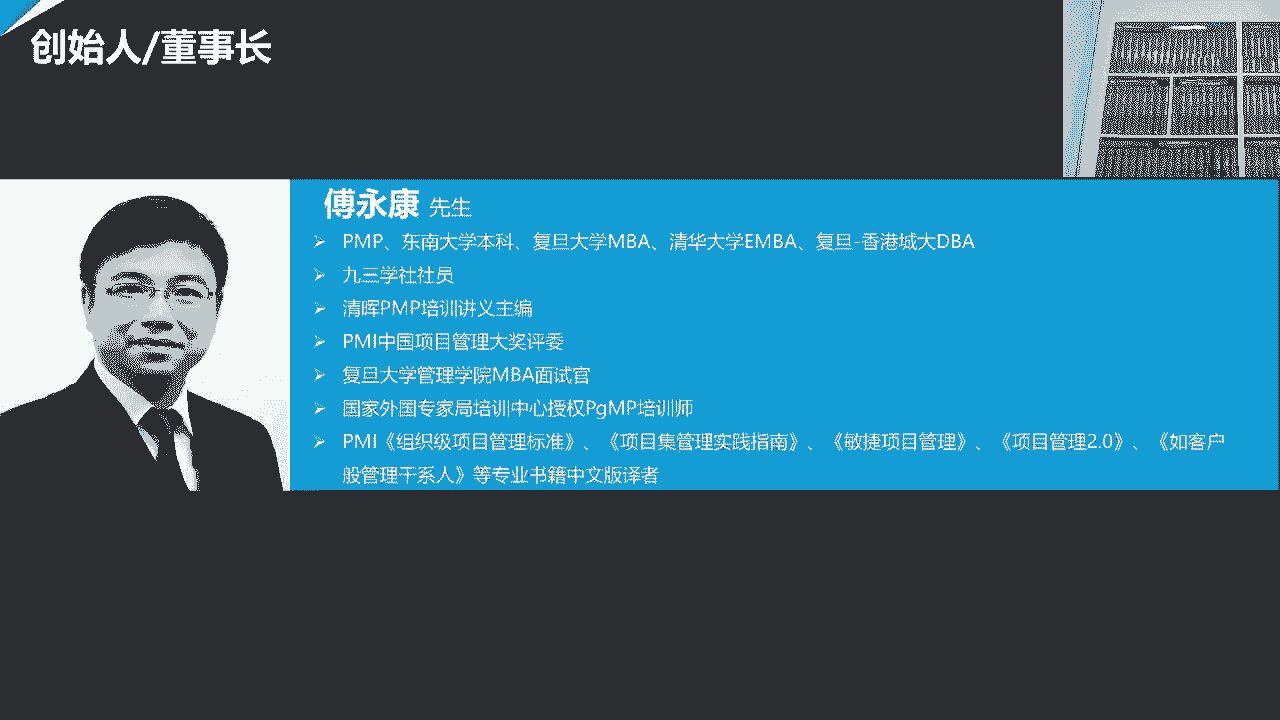 创始人/董事长
傅永康 先生
➢ PMP、东南大学本科、复旦大学MBA、清华大学EMBA、复旦-香港城大DBA
➢ 九三学社社员
➢ 清晖PMP培训讲义主编
➢ PMI中国项目管理大奖评委
➢ 复旦大学管理学院MBA面试官
➢ 国家外国专家局培训中心授权PgMP培训师
➢ PMI《组织级项目管理标准》、《项目集管理实践指南》、《敏捷项目管理》、《项目管理2.0》、《如客户
般管理干系人》等专业书籍中文版译者